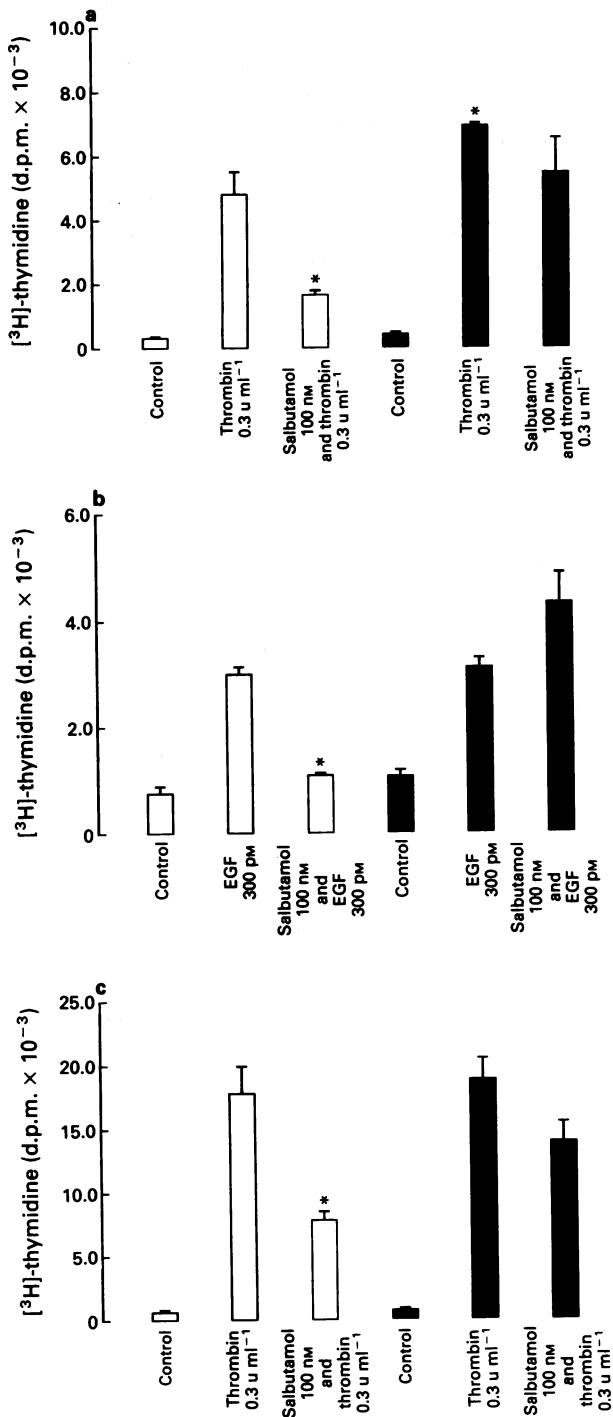 a
[³H]-thymidine (d.p.m. × 10⁻³)
10.0
8.0
6.0
4.0
2.0
0
*
*
Control
Thrombin
0.3 u ml⁻¹
Salbutamol
100 nM
and thrombin
0.3 u ml⁻¹
Control
Thrombin
0.3 u ml⁻¹
Salbutamol
100 nM
and thrombin
0.3 u ml⁻¹
b
[³H]-thymidine (d.p.m. × 10⁻³)
6.0
4.0
2.0
0
*
Control
EGF
300 pM
Salbutamol
100 nM
and
EGF
300 pM
Control
EGF
300 pM
Salbutamol
100 nM
and
EGF
300 pM
c
[³H]-thymidine (d.p.m. × 10⁻³)
25.0
20.0
15.0
10.0
5.0
0
*
Control
Thrombin
0.3 u ml⁻¹
Salbutamol
100 nM
and
thrombin
0.3 u ml⁻¹
Control
Thrombin
0.3 u ml⁻¹
Salbutamol
100 nM
and
thrombin
0.3 u ml⁻¹